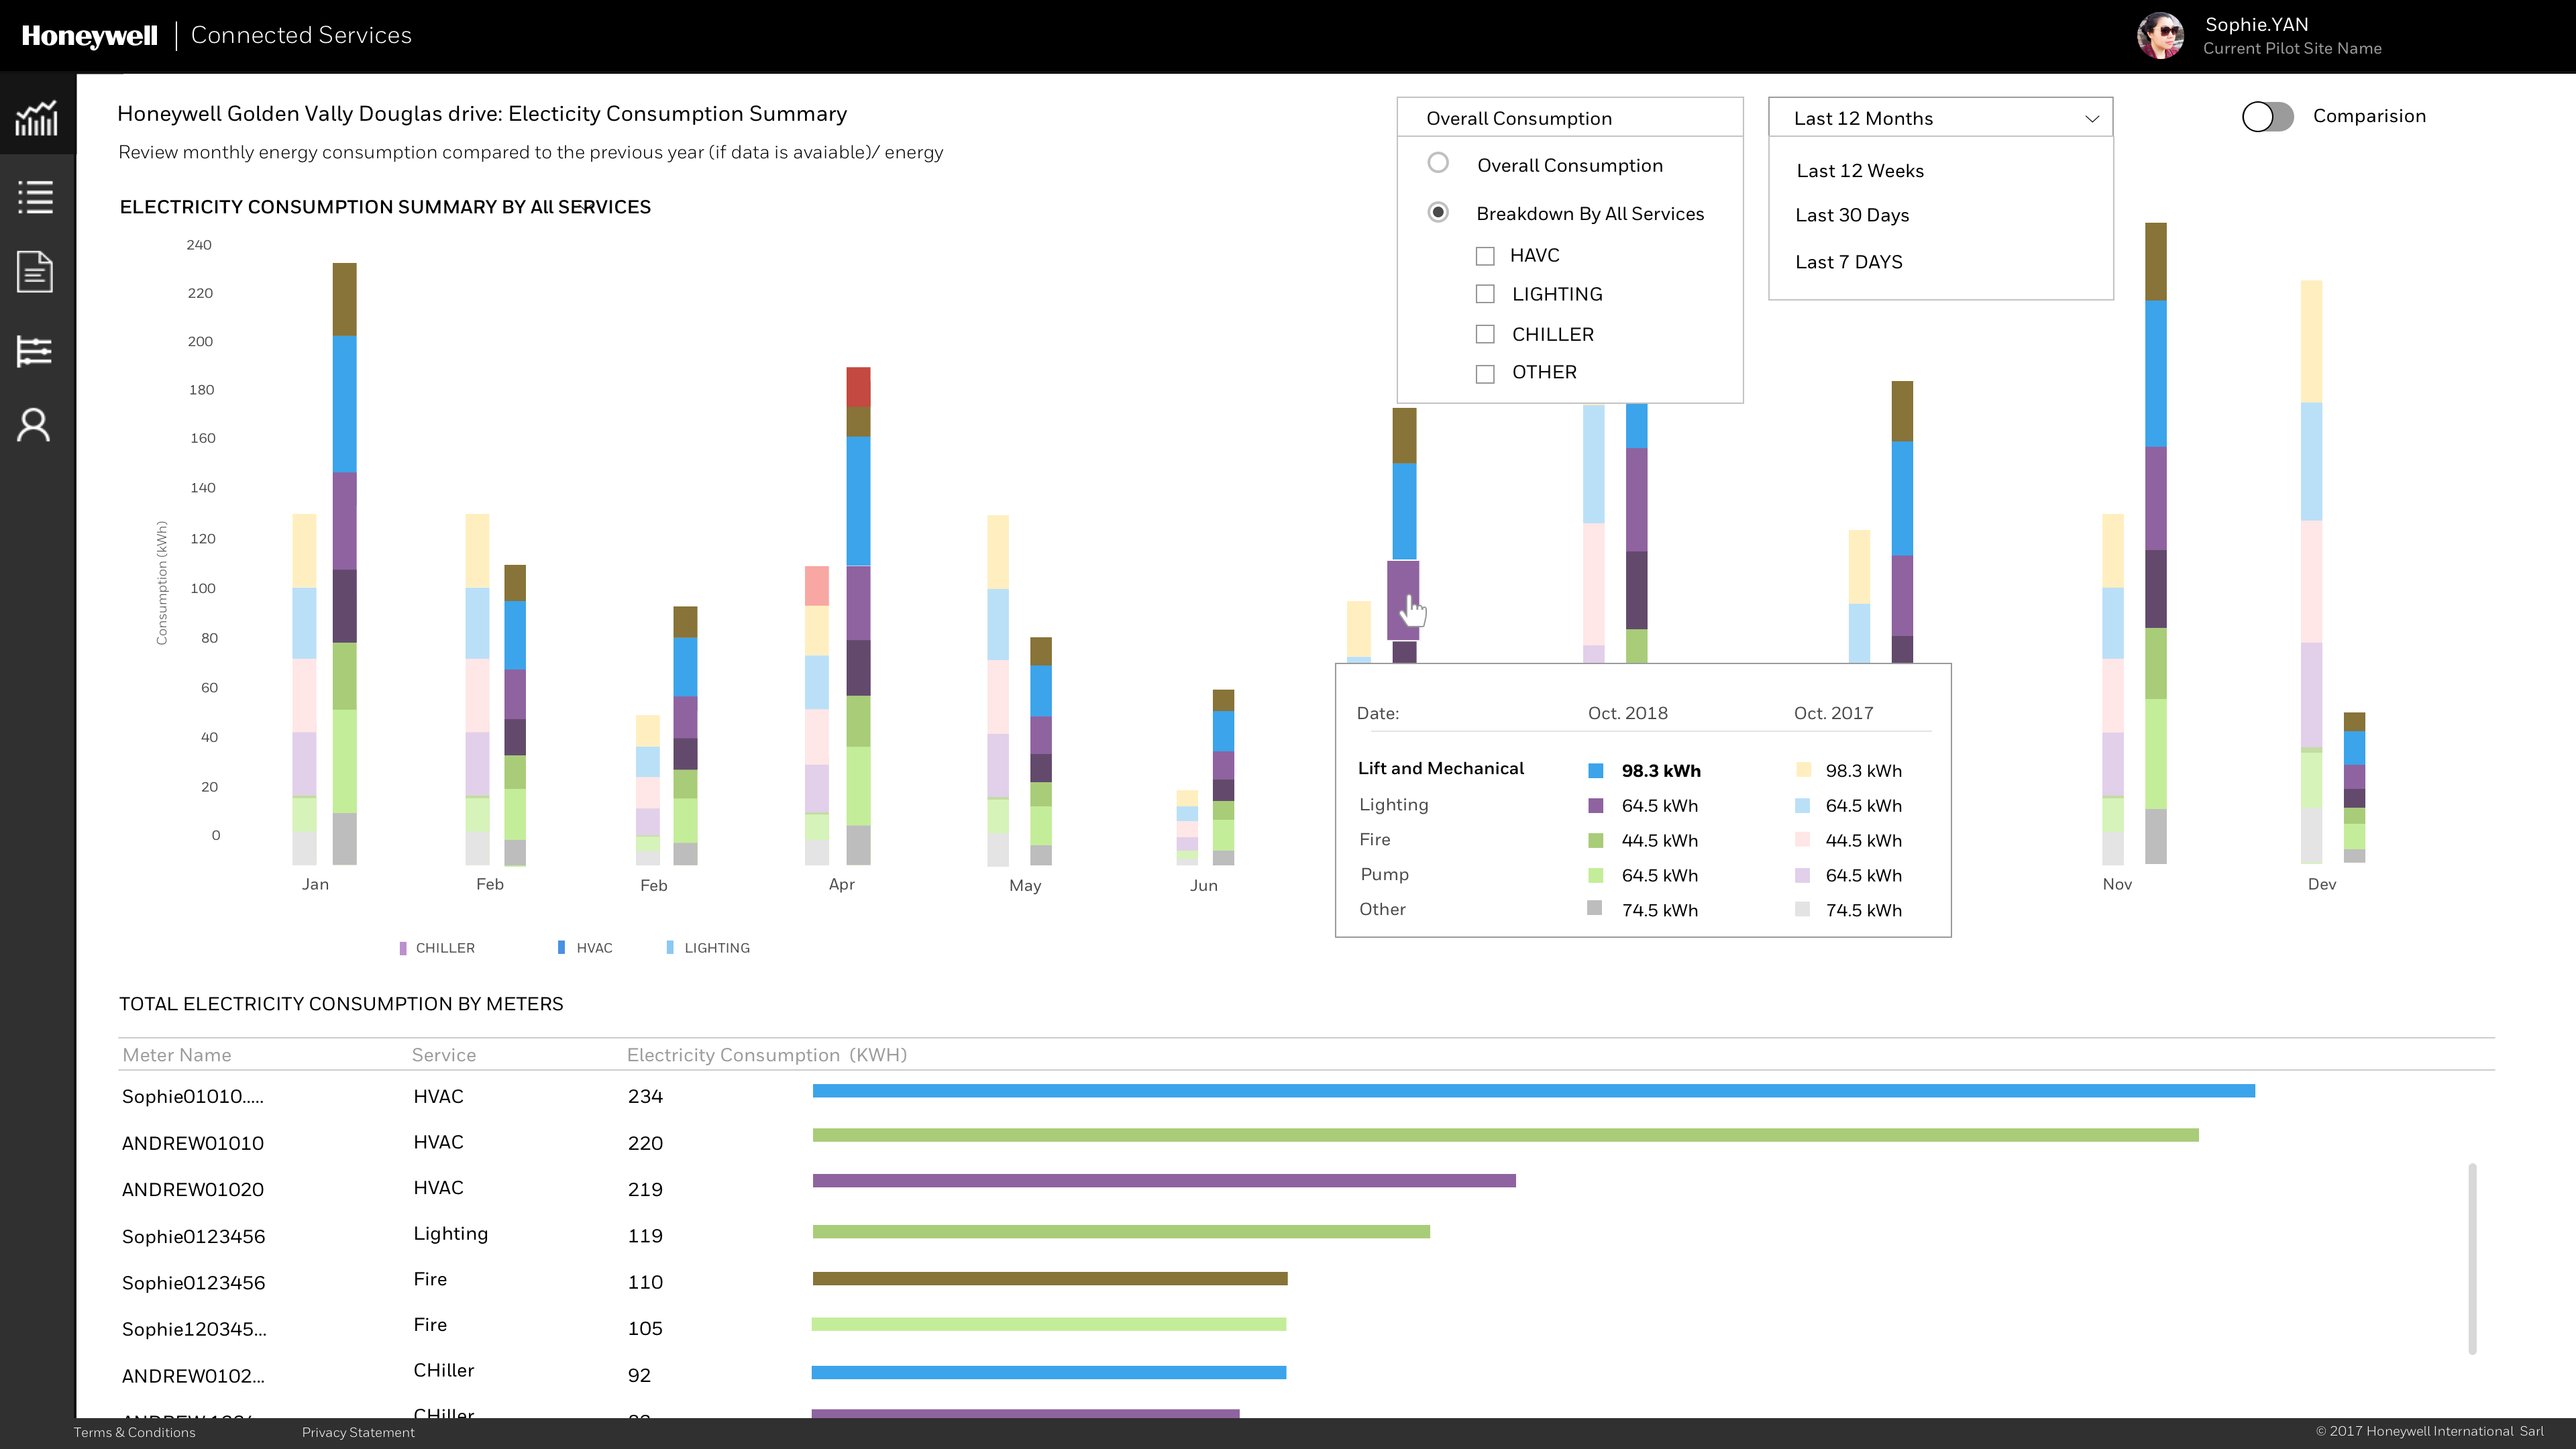 Honeywell | Connected Services
Sophie.YAN
Current Pilot Site Name
Honeywell Golden Vally Douglas drive: Electicity Consumption Summary
Review monthly energy consumption compared to the previous year (if data is avaiable)/ energy
Overall Consumption
Overall Consumption
Breakdown By All Services
HAVC
LIGHTING
CHILLER
OTHER
Last 12 Months
Last 12 Weeks
Last 30 Days
Last 7 DAYS
Comparision
ELECTRICITY CONSUMPTION SUMMARY BY All SERVICES
Consumption (kWh)
240
220
200
180
160
140
120
100
80
60
40
20
0
Jan
Feb
Feb
Apr
May
Jun
Nov
Dev
Date: Oct. 2018 Oct. 2017
Lift and Mechanical 98.3 kWh 98.3 kWh
Lighting 64.5 kWh 64.5 kWh
Fire 44.5 kWh 44.5 kWh
Pump 64.5 kWh 64.5 kWh
Other 74.5 kWh 74.5 kWh
CHILLER HVAC LIGHTING
TOTAL ELECTRICITY CONSUMPTION BY METERS
Meter Name Service Electricity Consumption (KWH)
Sophie01010..... HVAC 234
ANDREW01010 HVAC 220
ANDREW01020 HVAC 219
Sophie0123456 Lighting 119
Sophie0123456 Fire 110
Sophie120345... Fire 105
ANDREW0102... CHiller 92
CHiller
Terms & Conditions Privacy Statement © 2017 Honeywell International Sarl